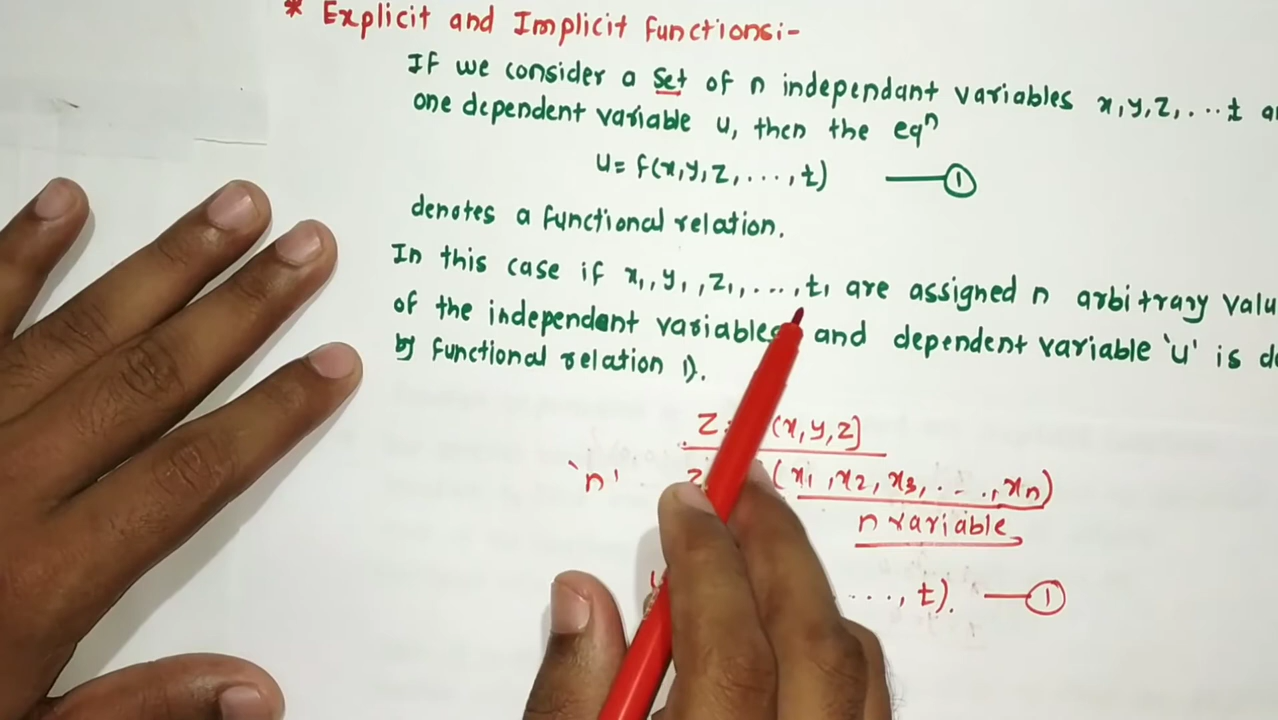 * Explicit and Implicit Functions:-
If we consider a set of n independant variables x,y,z,...t
one dependent variable u, then the eqⁿ
u= f(x,y,z,...,t) —①
denotes a functional relation.
In this case if x₁,y₁,z₁,...,t₁ are assigned n arbitrary
of the independent variables and dependent variable 'u' is
by functional relation 1).
(x,y,z)
'n' (x₁,x₂,x₃,...,xn)
n variable
...,t). —①